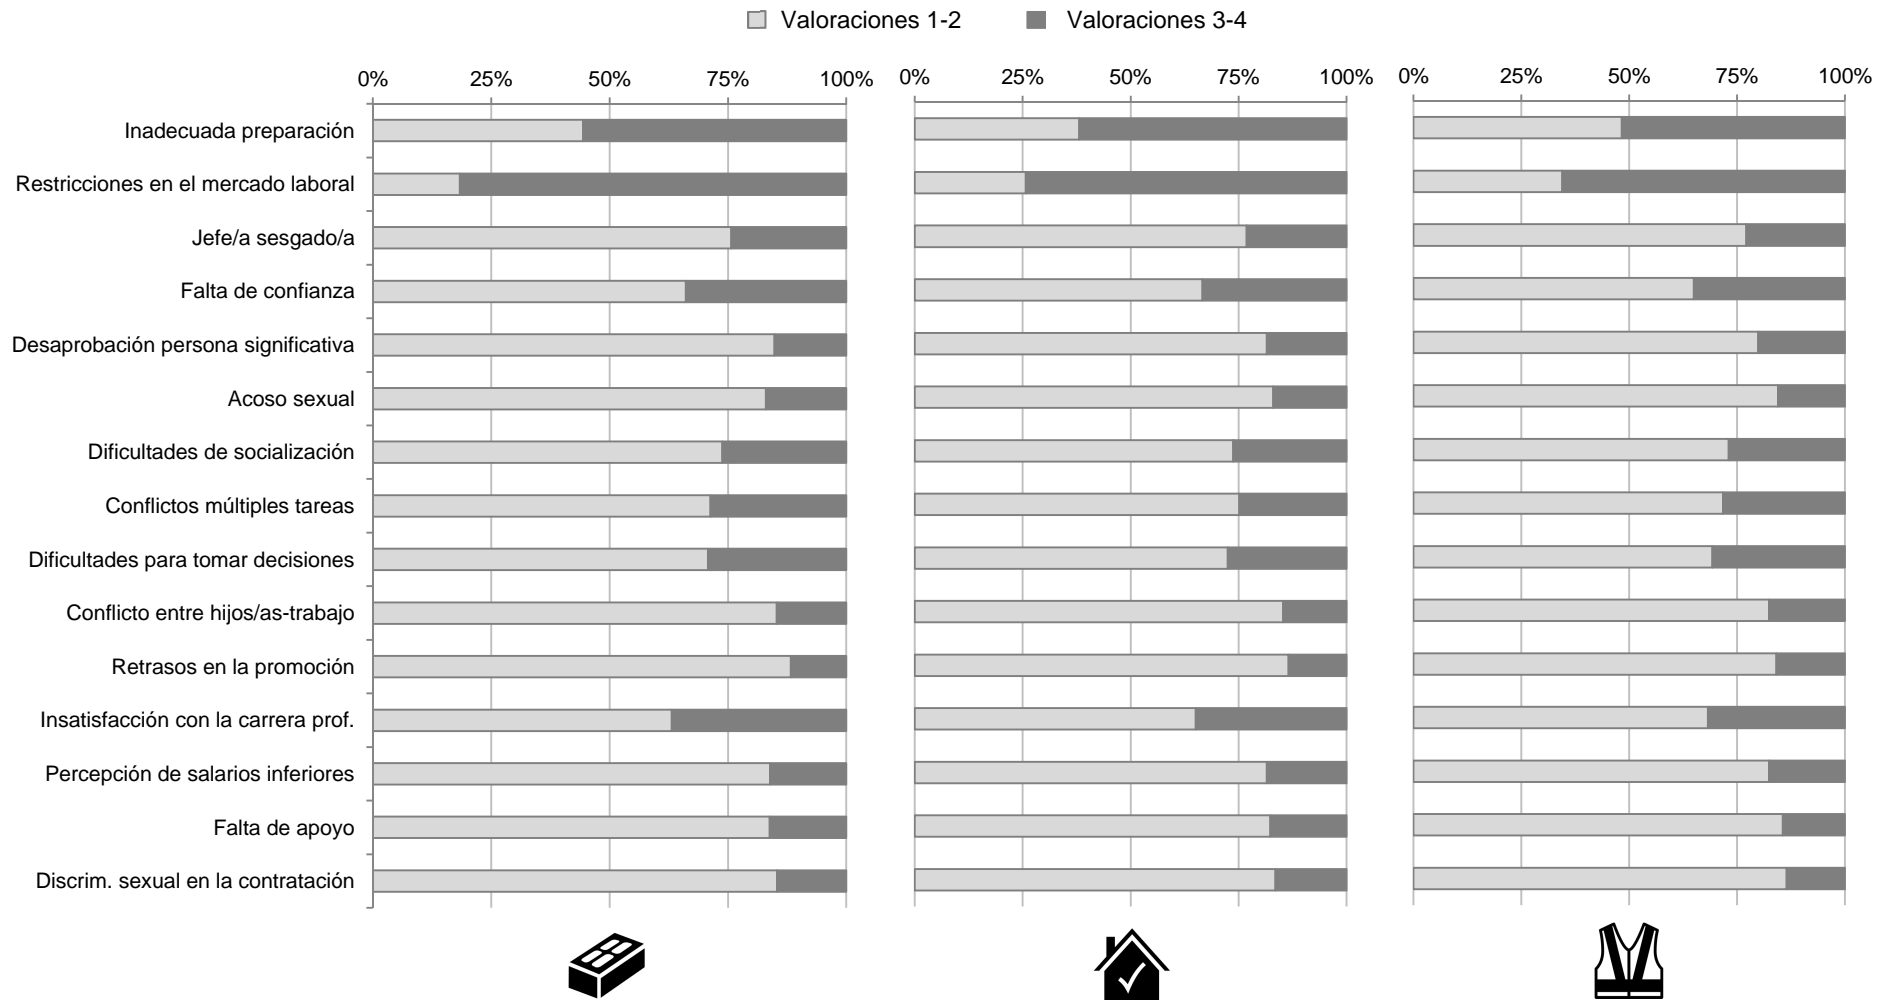 Valoraciones 1-2 Valoraciones 3-4
0% 25% 50% 75% 100% 0% 25% 50% 75% 100% 0% 25% 50% 75% 100%
Inadecuada preparación
Restricciones en el mercado laboral
Jefe/a sesgado/a
Falta de confianza
Desaprobación persona significativa
Acoso sexual
Dificultades de socialización
Conflictos múltiples tareas
Dificultades para tomar decisiones
Conflicto entre hijos/as-trabajo
Retrasos en la promoción
Insatisfacción con la carrera prof.
Percepción de salarios inferiores
Falta de apoyo
Discrim. sexual en la contratación